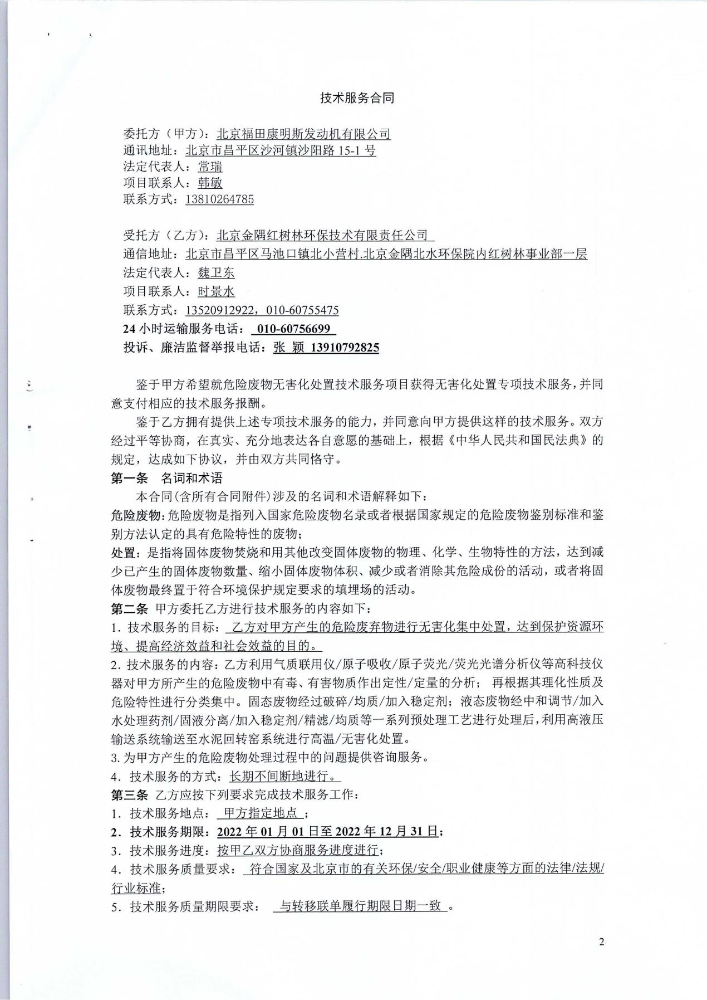 技术服务合同
委托方（甲方）：北京福田康明斯发动机有限公司
通讯地址：北京市昌平区沙河镇沙阳路 15-1 号
法定代表人：常瑞
项目联系人：韩敏
联系方式：13810264785
受托方（乙方）：北京金隅红树林环保技术有限责任公司
通信地址：北京市昌平区马池口镇北小营村.北京金隅北水环保院内红树林事业部一层
法定代表人：魏卫东
项目联系人：时景水
联系方式：13520912922，010-60755475
24 小时运输服务电话： 010-60756699
投诉、廉洁监督举报电话：张 颖 13910792825
鉴于甲方希望就危险废物无害化处置技术服务项目获得无害化处置专项技术服务，并同
意支付相应的技术服务报酬。
鉴于乙方拥有提供上述专项技术服务的能力，并同意向甲方提供这样的技术服务。双方
经过平等协商，在真实、充分地表达各自意愿的基础上，根据《中华人民共和国民法典》的
规定，达成如下协议，并由双方共同恪守。
第一条 名词和术语
本合同(含所有合同附件)涉及的名词和术语解释如下：
危险废物：危险废物是指列入国家危险废物名录或者根据国家规定的危险废物鉴别标准和鉴
别方法认定的具有危险特性的废物；
处置：是指将固体废物焚烧和用其他改变固体废物的物理、化学、生物特性的方法，达到减
少已产生的固体废物数量、缩小固体废物体积、减少或者消除其危险成份的活动，或者将固
体废物最终置于符合环境保护规定要求的填埋场的活动。
第二条 甲方委托乙方进行技术服务的内容如下：
1．技术服务的目标： 乙方对甲方产生的危险废弃物进行无害化集中处置，达到保护资源环
境、提高经济效益和社会效益的目的。
2．技术服务的内容：乙方利用气质联用仪/原子吸收/原子荧光/荧光光谱分析仪等高科技仪
器对甲方所产生的危险废物中有毒、有害物质作出定性/定量的分析； 再根据其理化性质及
危险特性进行分类集中。固态废物经过破碎/均质/加入稳定剂；液态废物经中和调节/加入
水处理药剂/固液分离/加入稳定剂/精滤/均质等一系列预处理工艺进行处理后，利用高液压
输送系统输送至水泥回转窑系统进行高温/无害化处置。
3.为甲方产生的危险废物处理过程中的问题提供咨询服务。
4．技术服务的方式：长期不间断地进行。
第三条 乙方应按下列要求完成技术服务工作：
1．技术服务地点： 甲方指定地点 ；
2．技术服务期限：2022 年 01 月 01 日至 2022 年 12 月 31 日；
3．技术服务进度：按甲乙双方协商服务进度进行；
4．技术服务质量要求： 符合国家及北京市的有关环保/安全/职业健康等方面的法律/法规/
行业标准；
5．技术服务质量期限要求： 与转移联单履行期限日期一致 。
2